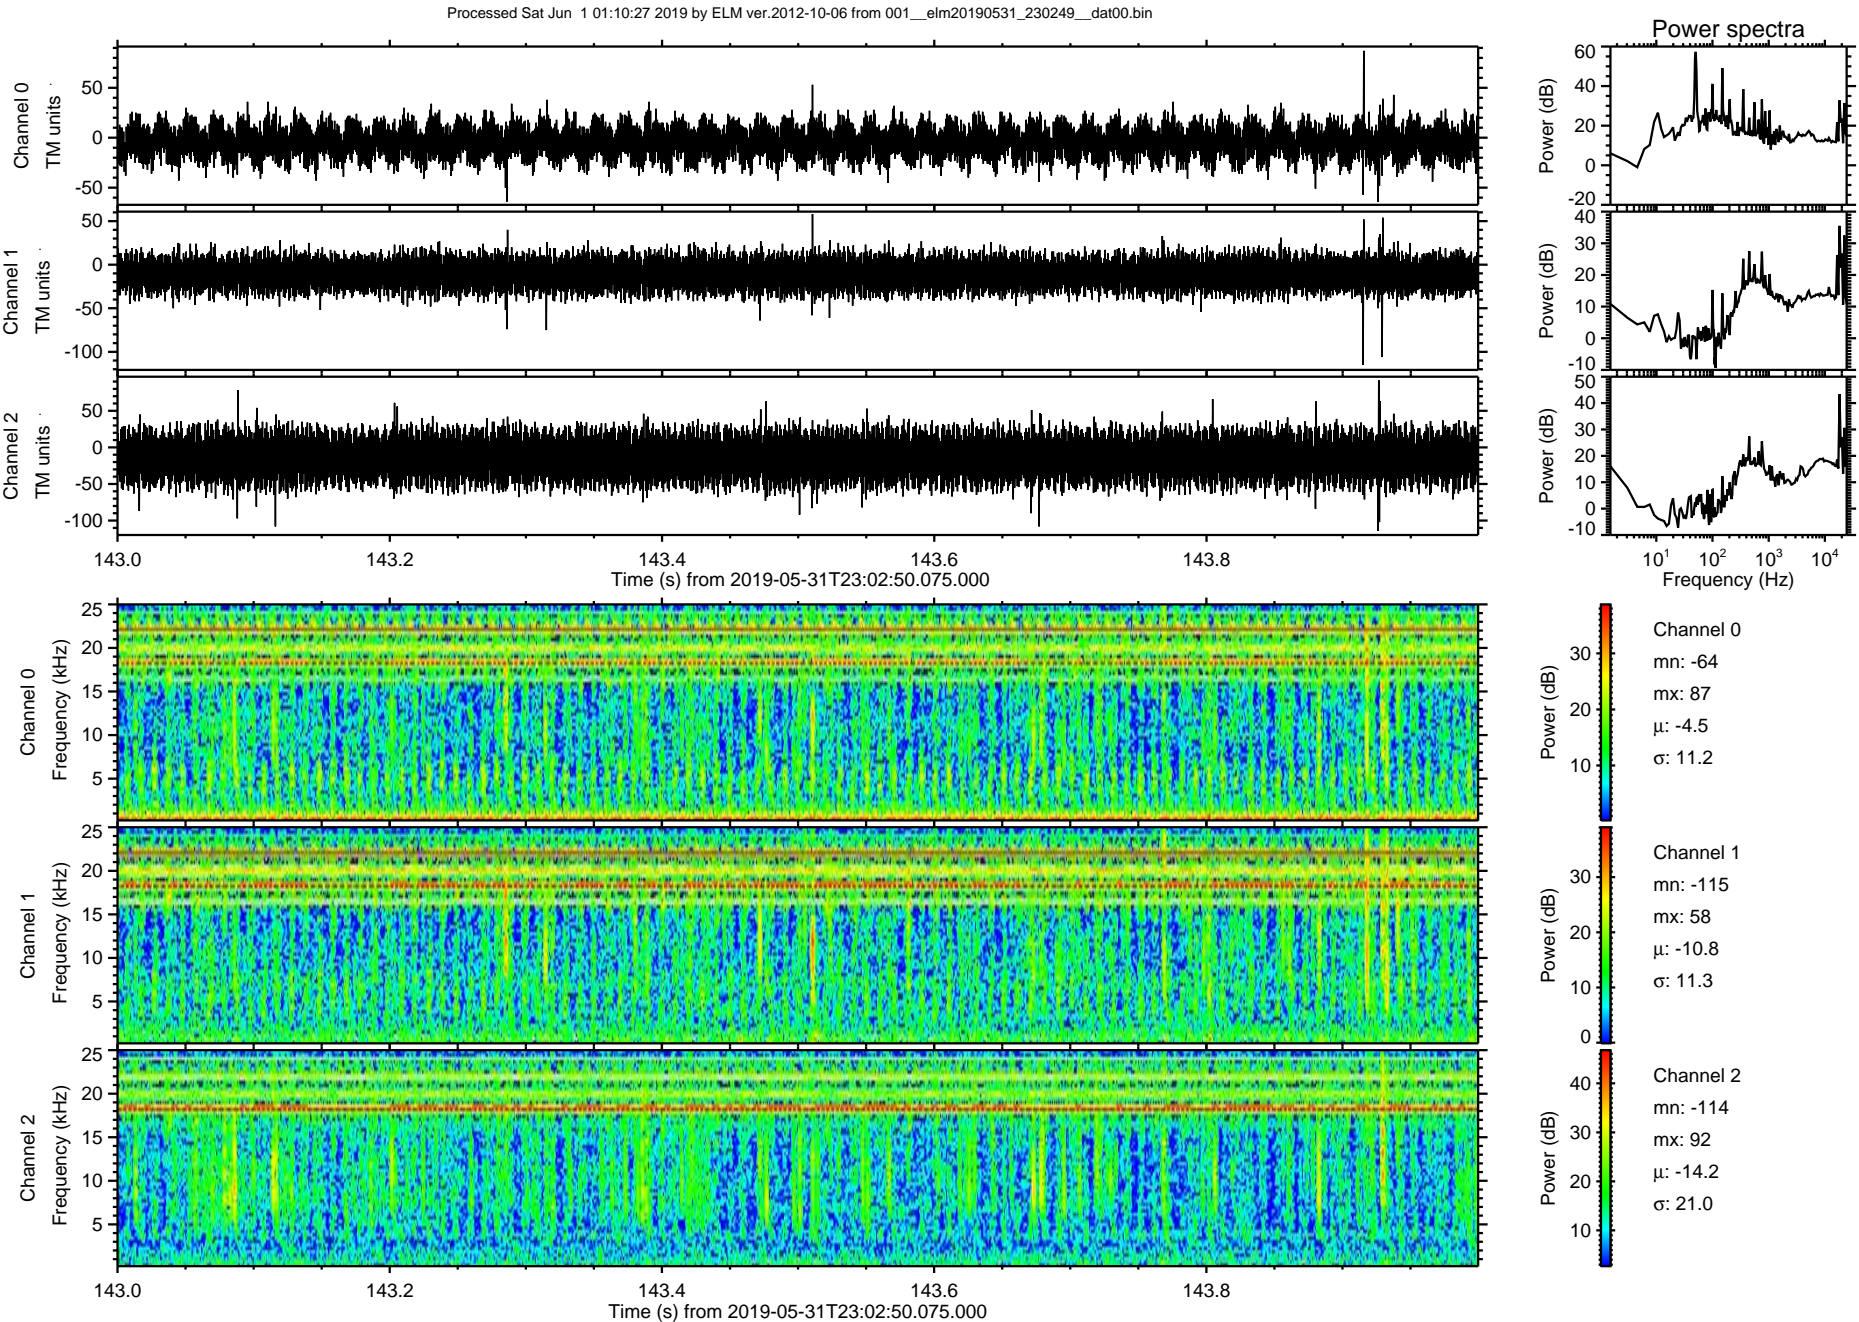 Processed Sat Jun  1 01:10:27 2019 by ELM ver.2012-10-06 from 001__elm20190531_230249__dat00.bin
Power spectra
Channel 0
TM units
50
0
-50
Power (dB)
60
40
20
0
-20
Channel 1
TM units
50
0
-50
-100
Power (dB)
40
30
20
10
0
-10
Channel 2
TM units
50
0
-50
-100
Power (dB)
50
40
30
20
10
0
-10
143.0
143.2
143.4
143.6
143.8
Time (s) from 2019-05-31T23:02:50.075.000
10¹
10²
10³
10⁴
Frequency (Hz)
Channel 0
Frequency (kHz)
25
20
15
10
5
Power (dB)
30
20
10
Channel 0
mn: -64
mx: 87
μ: -4.5
σ: 11.2
Channel 1
Frequency (kHz)
25
20
15
10
5
Power (dB)
30
20
10
0
Channel 1
mn: -115
mx: 58
μ: -10.8
σ: 11.3
Channel 2
Frequency (kHz)
25
20
15
10
5
Power (dB)
40
30
20
10
Channel 2
mn: -114
mx: 92
μ: -14.2
σ: 21.0
143.0
143.2
143.4
143.6
143.8
Time (s) from 2019-05-31T23:02:50.075.000